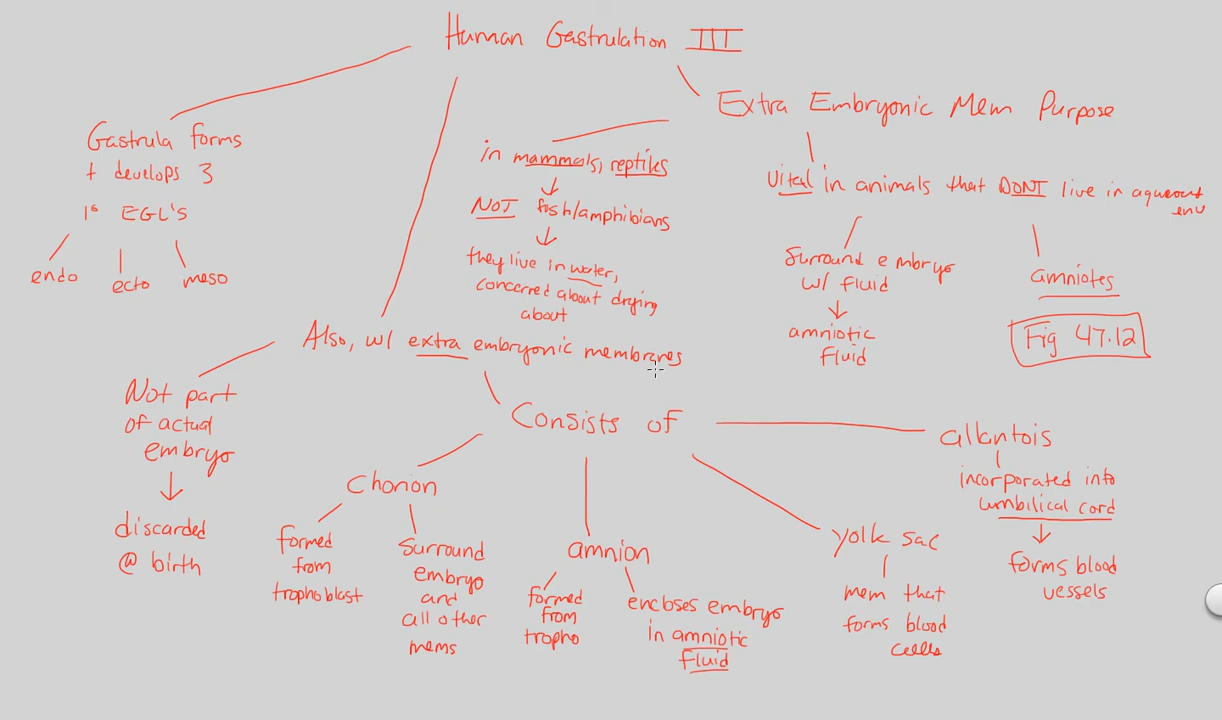 Human Gastrulation III
Gastrula forms
+ develops 3
1° EGL's
endo
ecto
meso
Extra Embryonic Mem Purpose
in mammals, reptiles
↓
NOT fish/amphibians
↓
they live in water,
concerned about drying
about
Vital in animals that DONT live in aqueous
env
Surround embryo
w/ fluid
↓
amniotic
fluid
amniotes
Fig 47.12
Also, w/ extra embryonic membranes
Not part
of actual
embryo
↓
discarded
@ birth
Consists of
Chorion
formed
from
trophoblast
Surround
embryo
and
all other
mems
amnion
formed
from
tropho
encloses embryo
in amniotic
fluid
yolk sac
mem that
forms blood
cells
allantois
incorporated into
umbilical cord
↓
forms blood
vessels